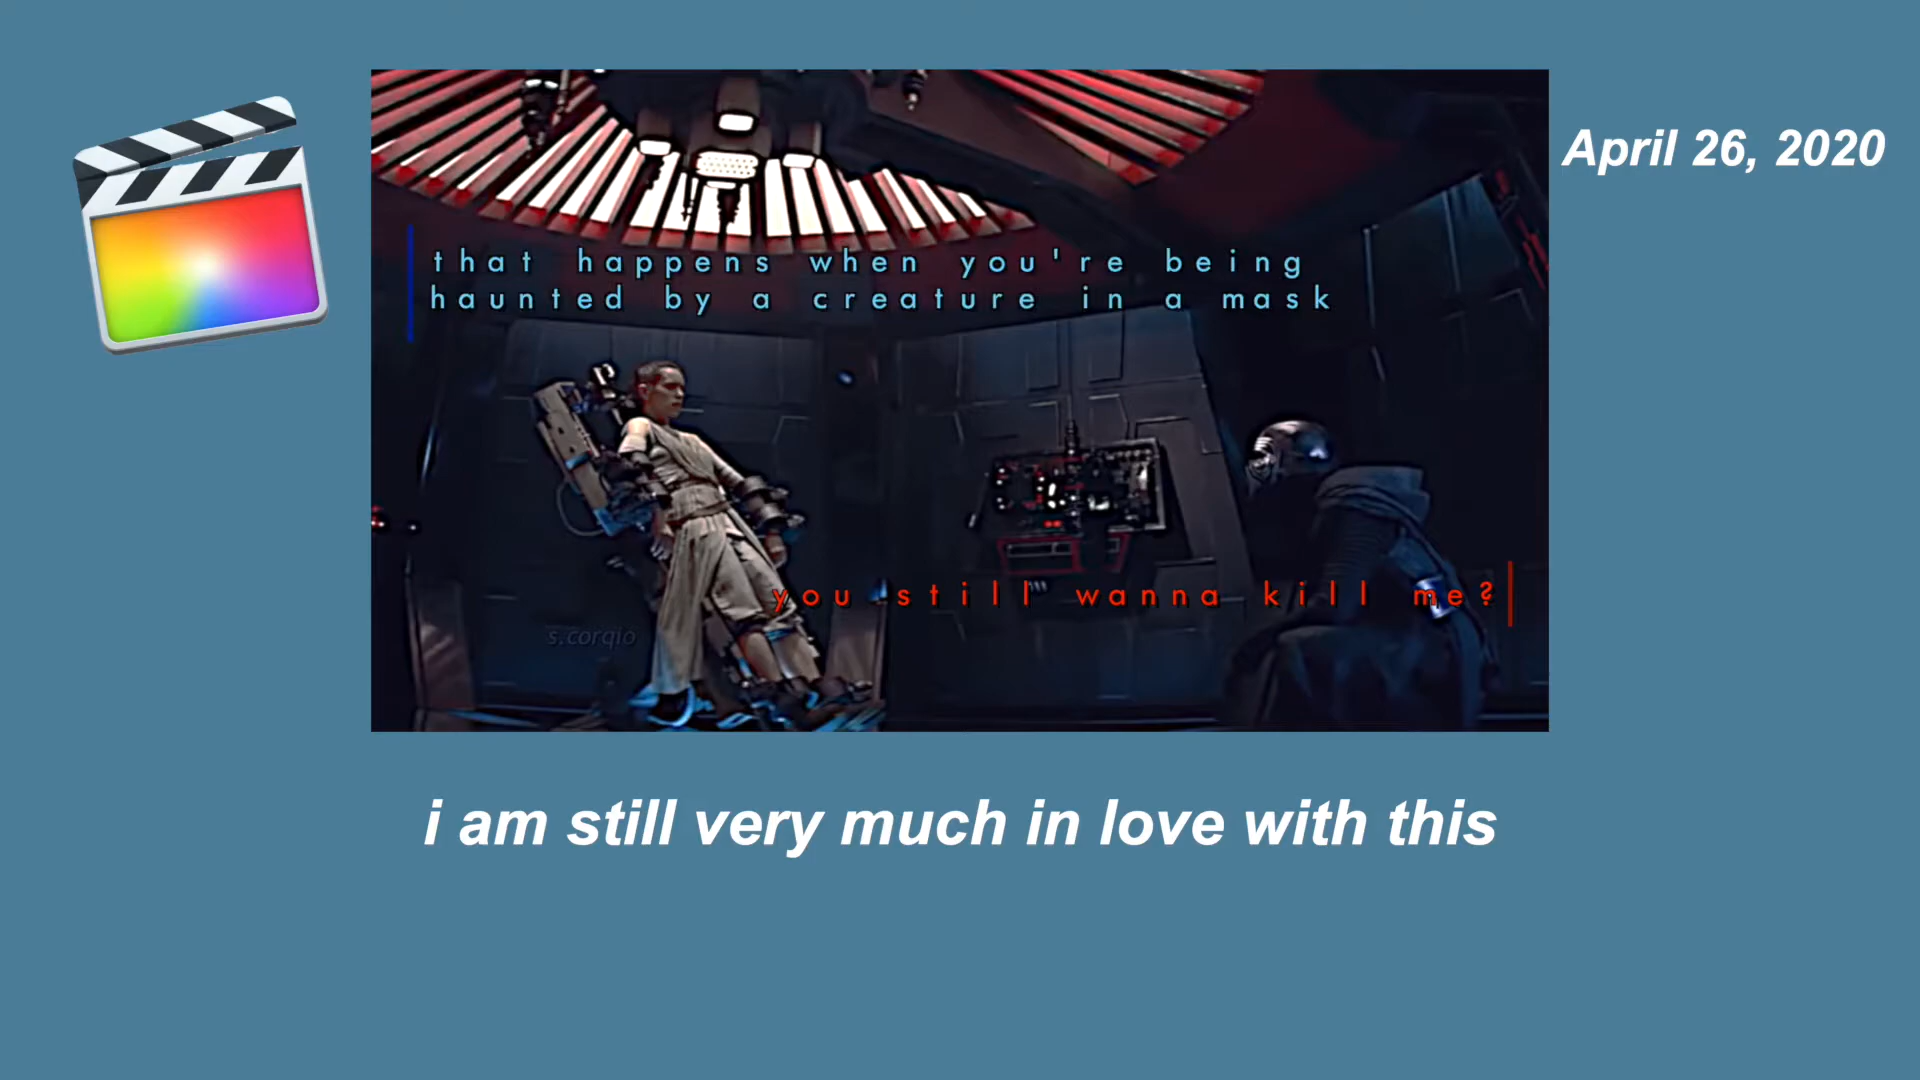 April 26, 2020
that happens when you're being
haunted by a creature in a mask
you still wanna kill me?
s.corqio
i am still very much in love with this